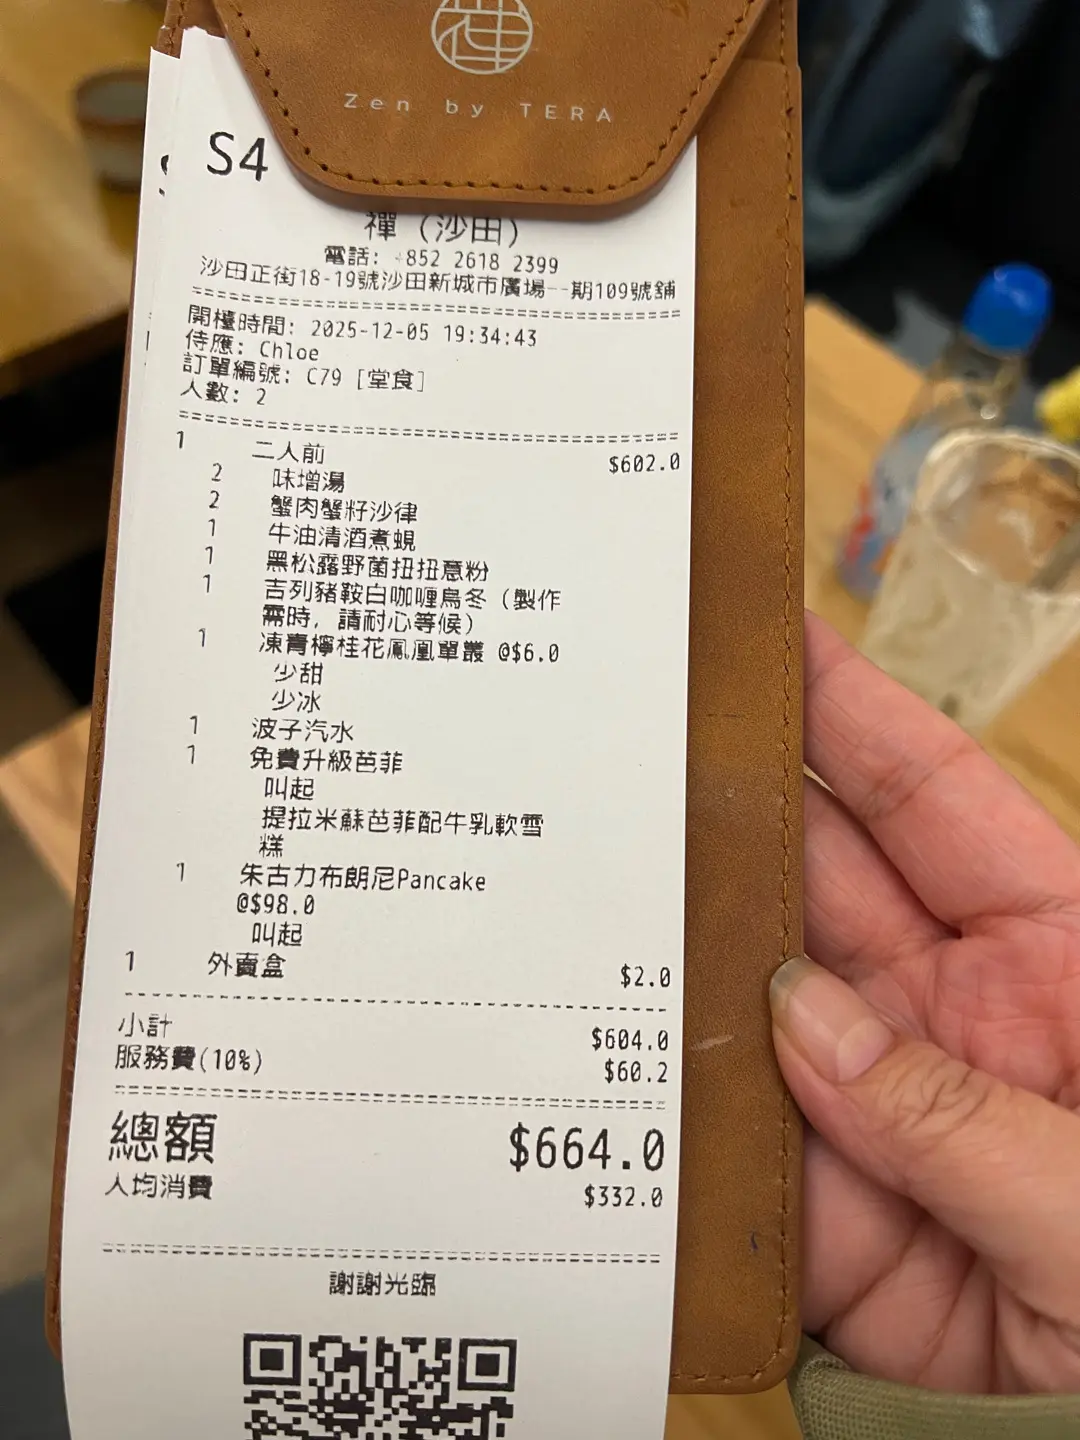 禪
Zen by TERA
S4
禪（沙田）
電話: +852 2618 2399
沙田正街18-19號沙田新城市廣場一期109號舖
開檯時間: 2025-12-05 19:34:43
侍應: Chloe
訂單編號: C79 [堂食]
人數: 2
1 二人前 $602.0
2 味增湯
2 蟹肉蟹籽沙律
1 牛油清酒煮蜆
1 黑松露野菌扭扭意粉
1 吉列豬鞍白咖喱烏冬（製作
需時，請耐心等候）
1 凍青檸桂花鳳凰單叢 @$6.0
少甜
少冰
1 波子汽水
1 免費升級芭菲
叫起
提拉米蘇芭菲配牛乳軟雪
糕
1 朱古力布朗尼Pancake
@$98.0
叫起
1 外賣盒 $2.0
小計 $604.0
服務費(10%) $60.2
總額 $664.0
人均消費 $332.0
謝謝光臨